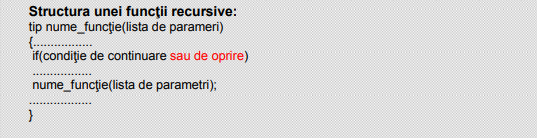 Structura unei funcţii recursive:
tip nume_funcţie(lista de parameri)
{.................
if(condiţie de continuare sau de oprire)
.................
nume_funcţie(lista de parametri);
..................
}